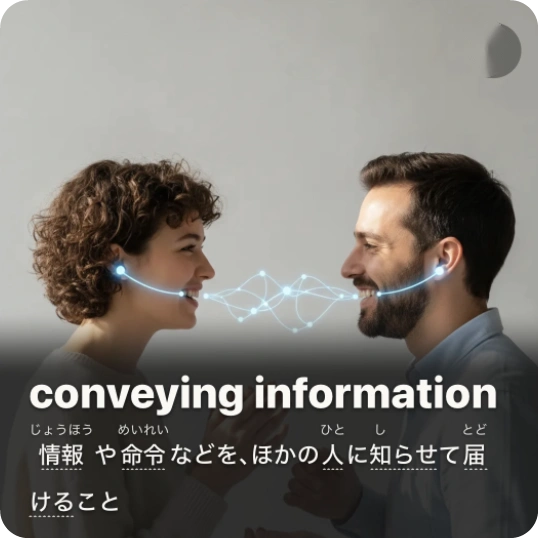 conveying information
じょうほう めいれい ひと し とど
情報や命令などを、ほかの人に知らせて届
けること